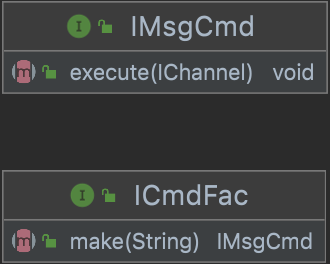 IMsgCmd
execute(IChannel) void
ICmdFac
make(String) IMsgCmd